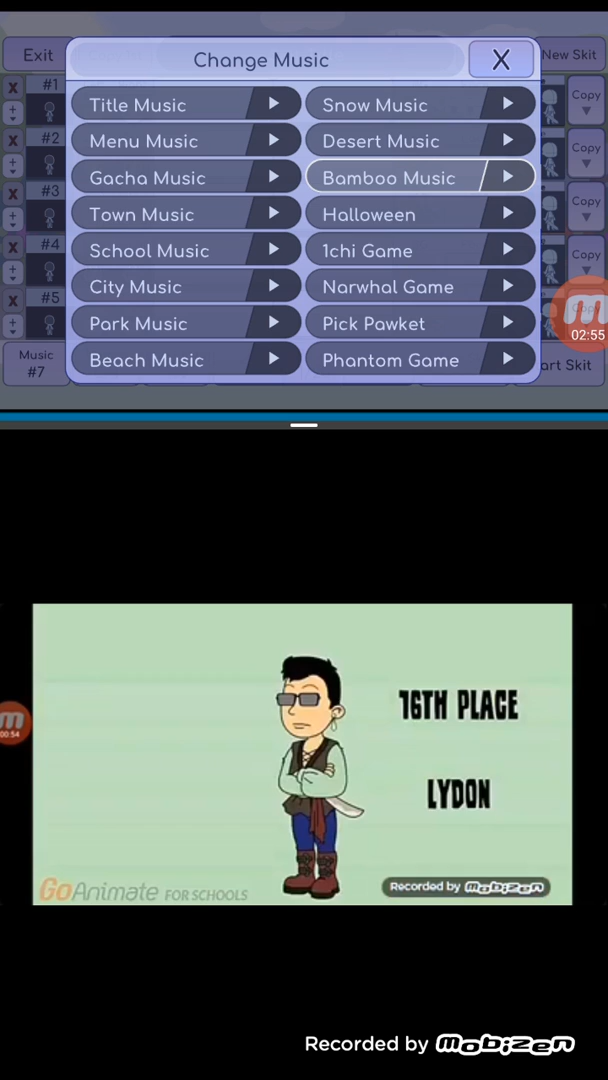 Change Music
X
Exit
New Skit
Title Music
Snow Music
Menu Music
Desert Music
Gacha Music
Bamboo Music
Town Music
Halloween
School Music
1chi Game
City Music
Narwhal Game
Park Music
Pick Pawket
Beach Music
Phantom Game
X #1
+
Copy
X #2
+
Copy
X #3
+
Copy
X #4
+
Copy
X #5
+
Music
#7
art Skit
02:55
16TH PLACE
LYDON
00:54
GoAnimate FOR SCHOOLS
Recorded by mobizen
Recorded by mobizen